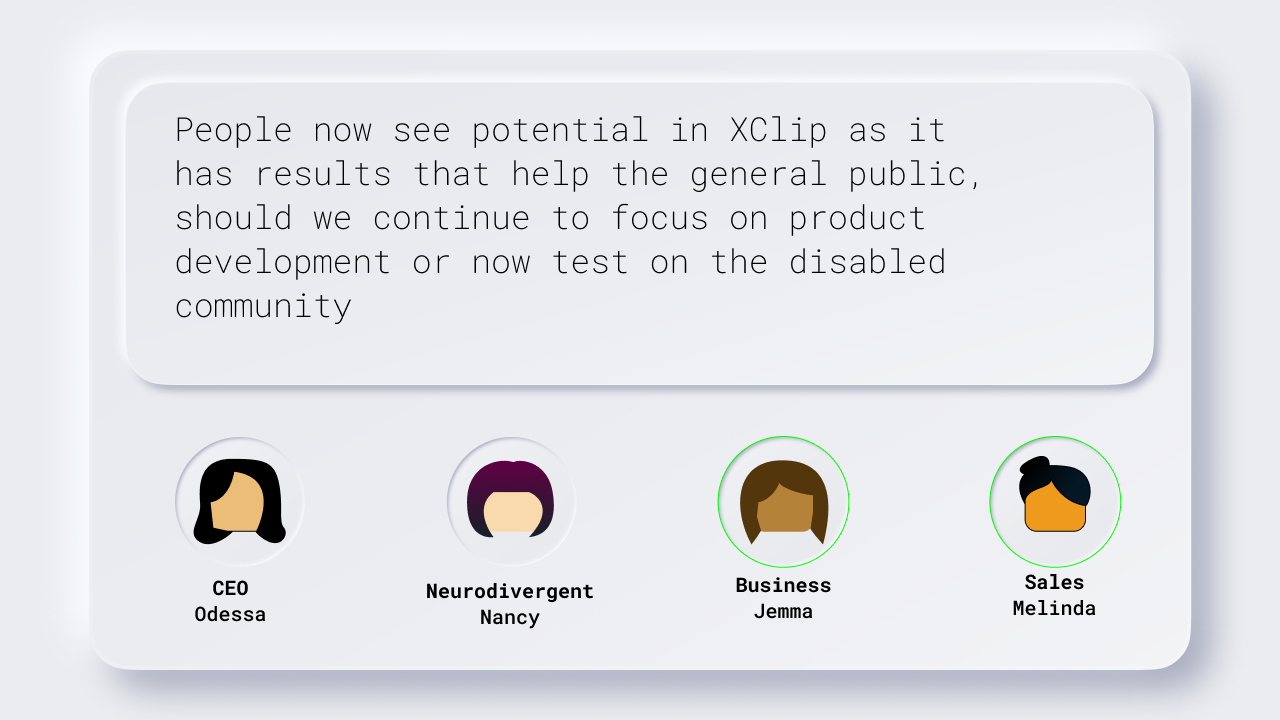 People now see potential in XClip as it
has results that help the general public,
should we continue to focus on product
development or now test on the disabled
community
CEO
Odessa
Neurodivergent
Nancy
Business
Jemma
Sales
Melinda